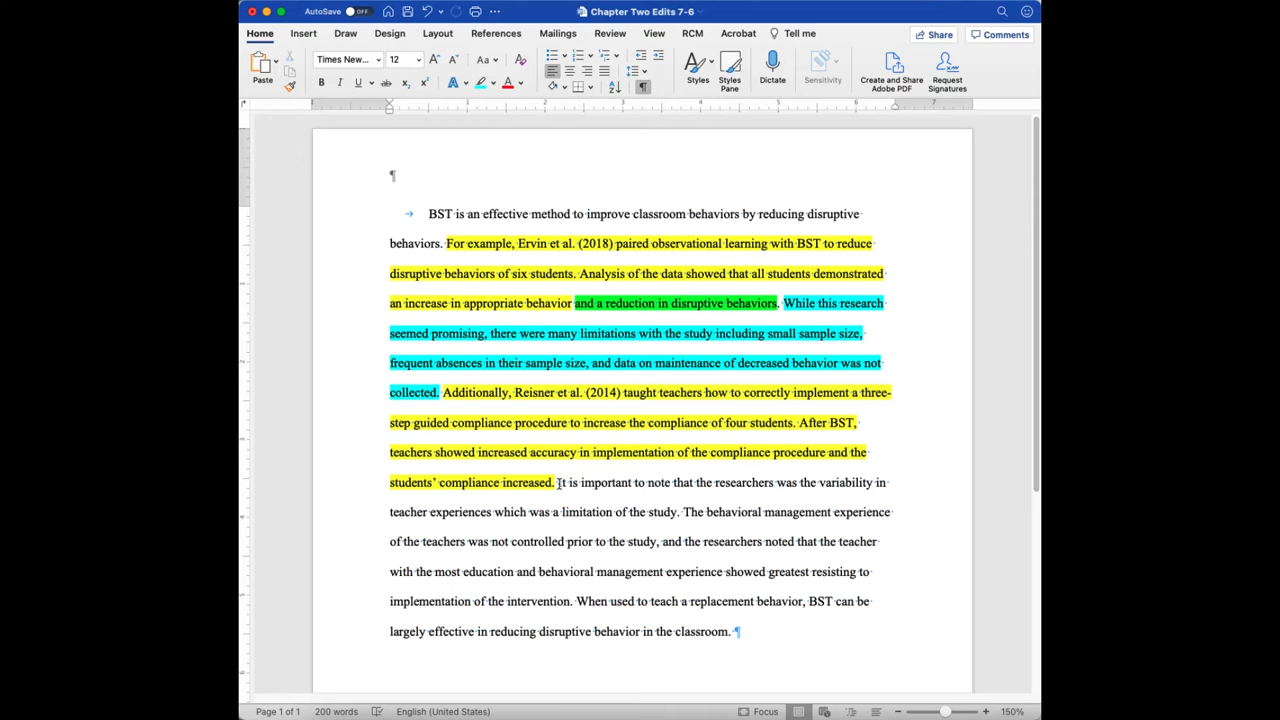 AutoSave OFF
Chapter Two Edits 7-6
Home Insert Draw Design Layout References Mailings Review View RCM Acrobat Tell me Share Comments
Paste Times New... 12 Styles Styles Pane Dictate Sensitivity Create and Share Adobe PDF Request Signatures
1 2 3 4 5 6 7
BST is an effective method to improve classroom behaviors by reducing disruptive
behaviors. For example, Ervin et al. (2018) paired observational learning with BST to reduce
disruptive behaviors of six students. Analysis of the data showed that all students demonstrated
an increase in appropriate behavior and a reduction in disruptive behaviors. While this research
seemed promising, there were many limitations with the study including small sample size,
frequent absences in their sample size, and data on maintenance of decreased behavior was not
collected. Additionally, Reisner et al. (2014) taught teachers how to correctly implement a three-
step guided compliance procedure to increase the compliance of four students. After BST,
teachers showed increased accuracy in implementation of the compliance procedure and the
students’ compliance increased. It is important to note that the researchers was the variability in
teacher experiences which was a limitation of the study. The behavioral management experience
of the teachers was not controlled prior to the study, and the researchers noted that the teacher
with the most education and behavioral management experience showed greatest resisting to
implementation of the intervention. When used to teach a replacement behavior, BST can be
largely effective in reducing disruptive behavior in the classroom.
Page 1 of 1 200 words English (United States) Focus 150%